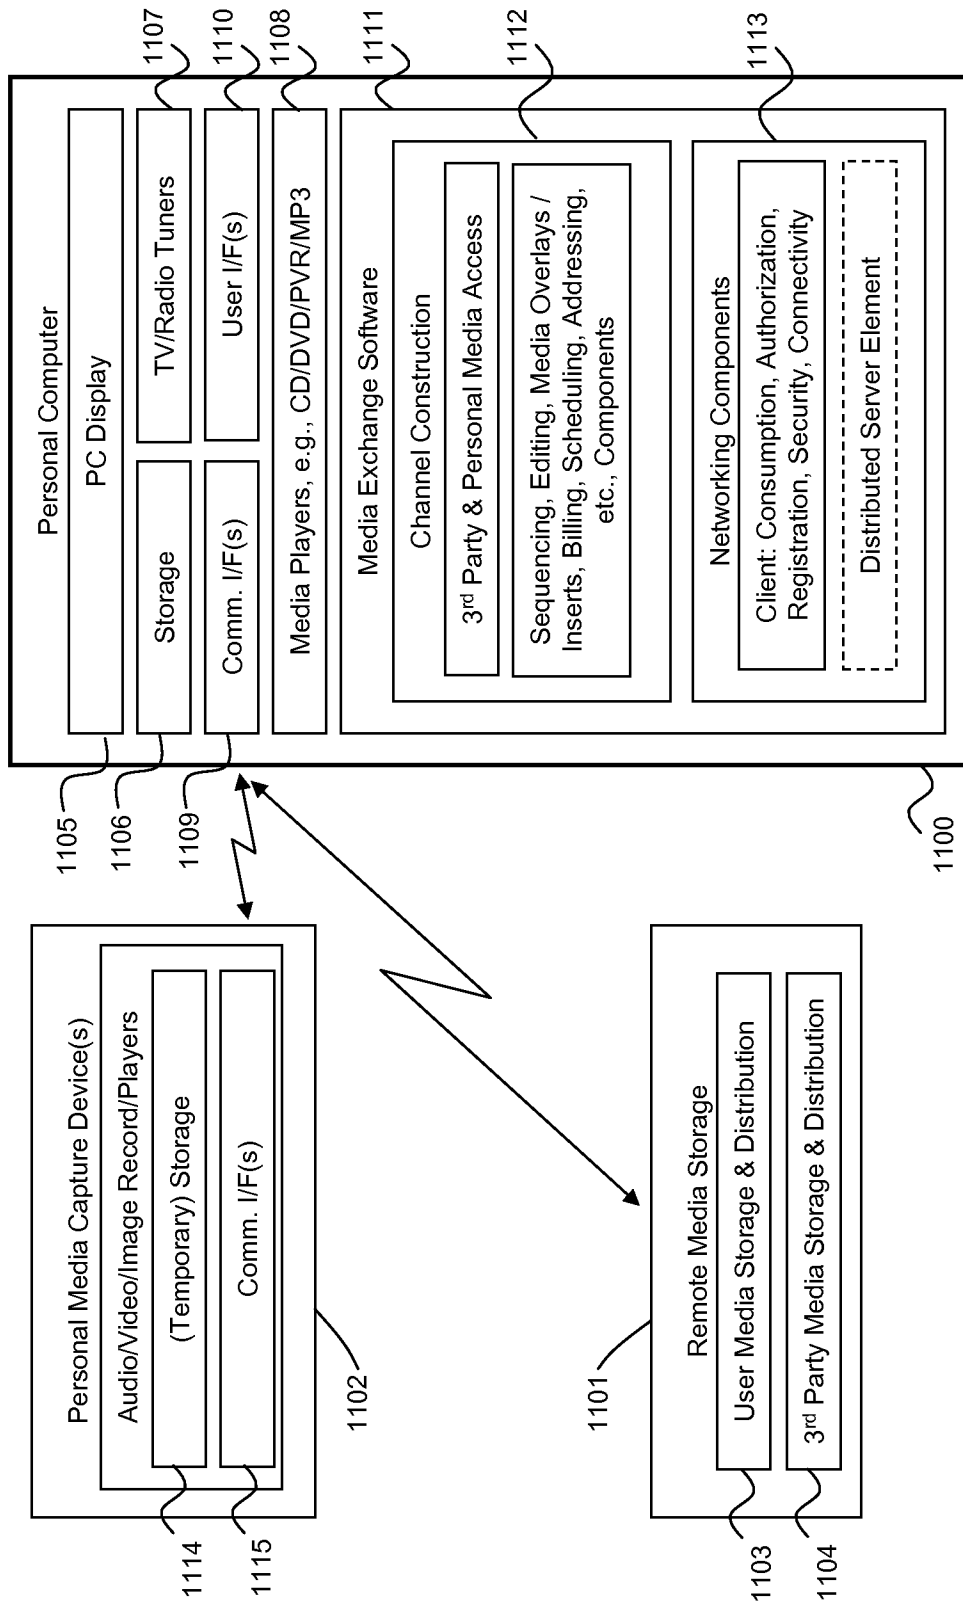 Personal Media Capture Device(s)
Audio/Video/Image Record/Players
(Temporary) Storage
Comm. I/F(s)
1114
1115
1102
Remote Media Storage
User Media Storage & Distribution
3rd Party Media Storage & Distribution
1101
1103
1104
Personal Computer
PC Display
Storage
TV/Radio Tuners
Comm. I/F(s)
User I/F(s)
Media Players, e.g., CD/DVD/PVR/MP3
Media Exchange Software
Channel Construction
3rd Party & Personal Media Access
Sequencing, Editing, Media Overlays /
Inserts, Billing, Scheduling, Addressing,
etc., Components
Networking Components
Client: Consumption, Authorization,
Registration, Security, Connectivity
Distributed Server Element
1105
1106
1109
1100
1107
1110
1108
1111
1112
1113